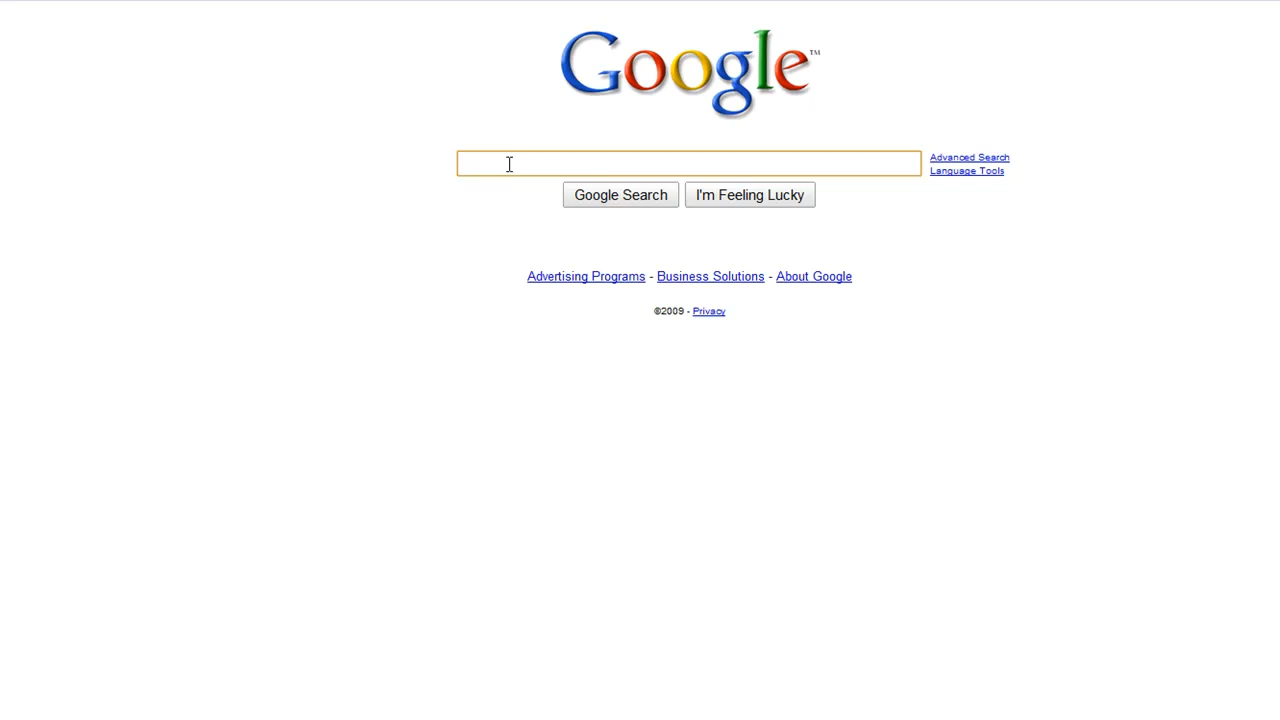 Google™
Advanced Search
Language Tools
Google Search I'm Feeling Lucky
Advertising Programs - Business Solutions - About Google
©2009 - Privacy